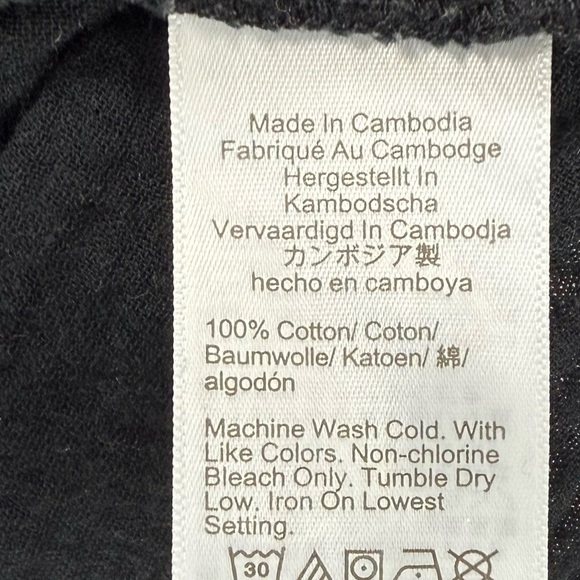 Made In Cambodia
Fabriqué Au Cambodge
Hergestellt In
Kambodscha
Vervaardigd In Cambodja
カンボジア製
hecho en camboya
100% Cotton/ Coton/
Baumwolle/ Katoen/ 綿/
algodón
Machine Wash Cold. With
Like Colors. Non-chlorine
Bleach Only. Tumble Dry
Low. Iron On Lowest
Setting.
30